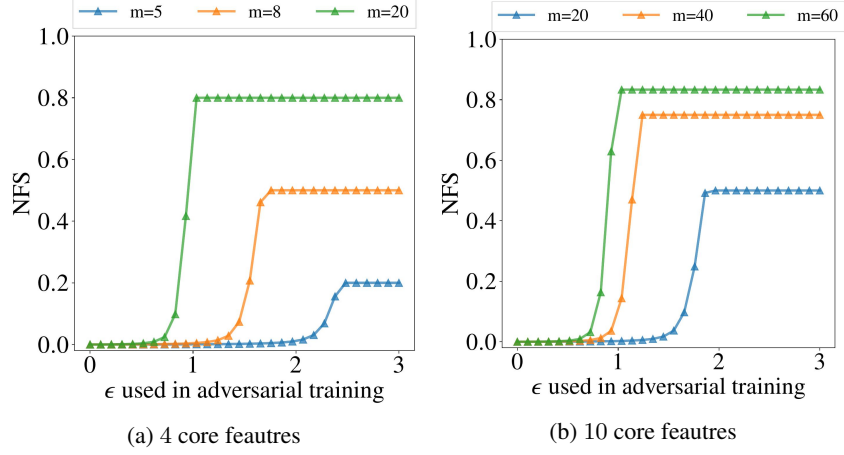 m=5 m=8 m=20
1.0
0.8
0.6
0.4
0.2
0.0
NFS
0 1 2 3
ϵ used in adversarial training
(a) 4 core feautres
m=20 m=40 m=60
1.0
0.8
0.6
0.4
0.2
0.0
NFS
0 1 2 3
ϵ used in adversarial training
(b) 10 core feautres